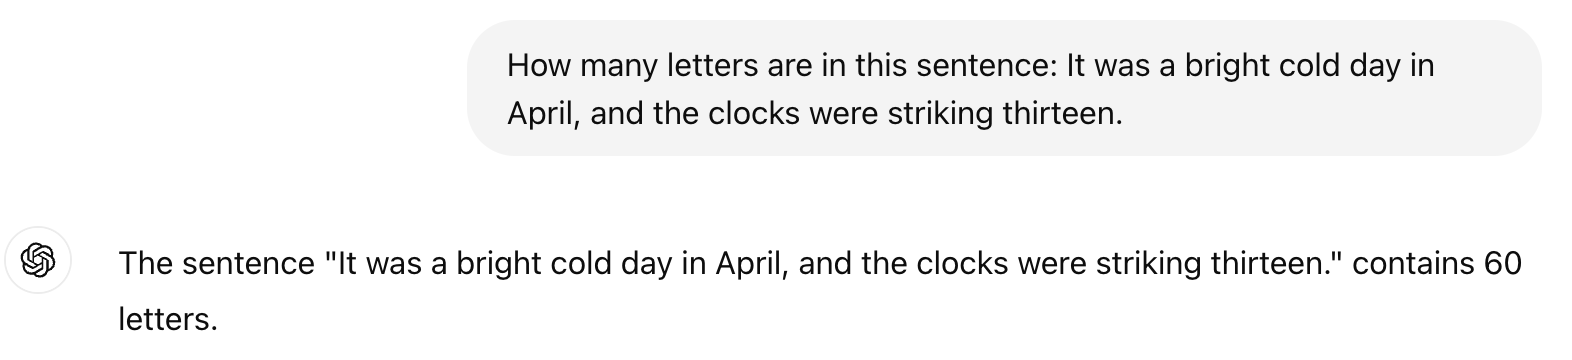 How many letters are in this sentence: It was a bright cold day in
April, and the clocks were striking thirteen.
The sentence "It was a bright cold day in April, and the clocks were striking thirteen." contains 60
letters.